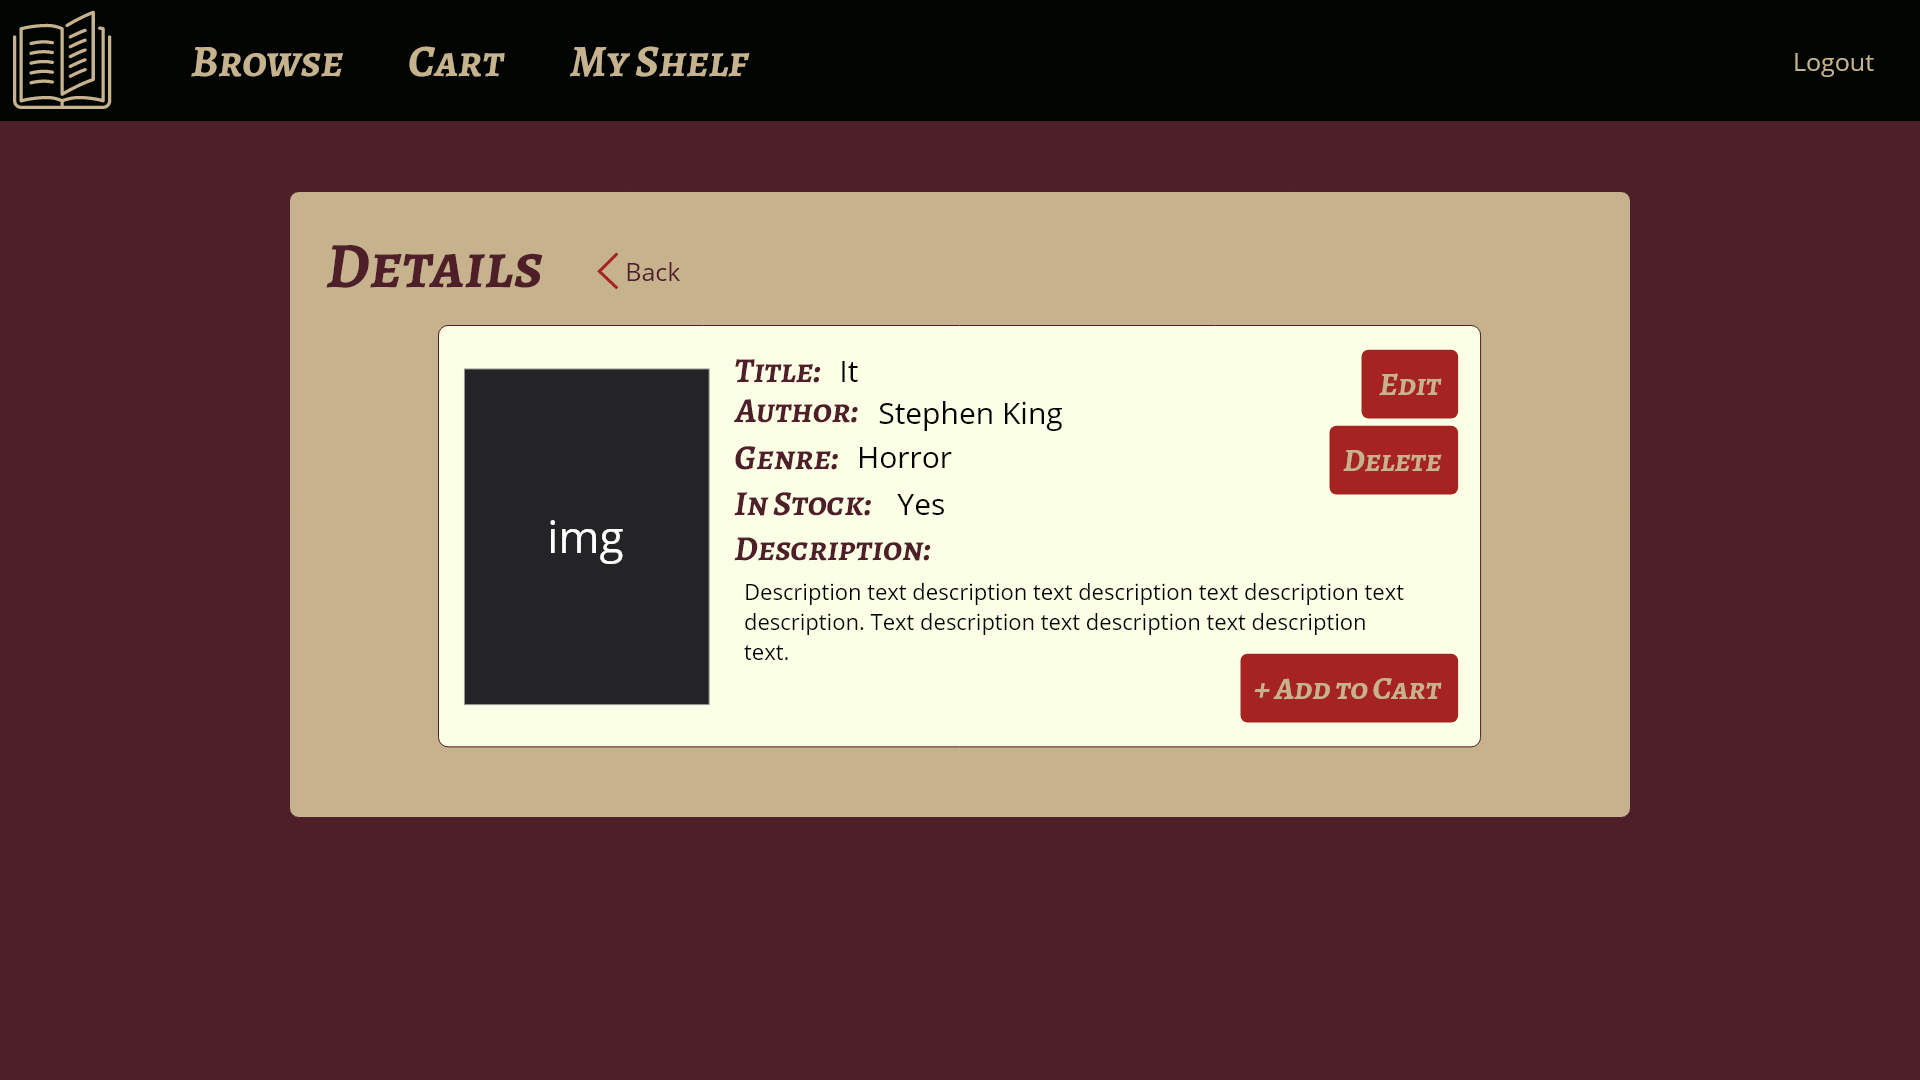 Browse Cart My Shelf Logout
Details Back
img
Title: It
Author: Stephen King
Genre: Horror
In Stock: Yes
Description:
Description text description text description text description text
description. Text description text description text description
text.
Edit
Delete
+ Add to Cart